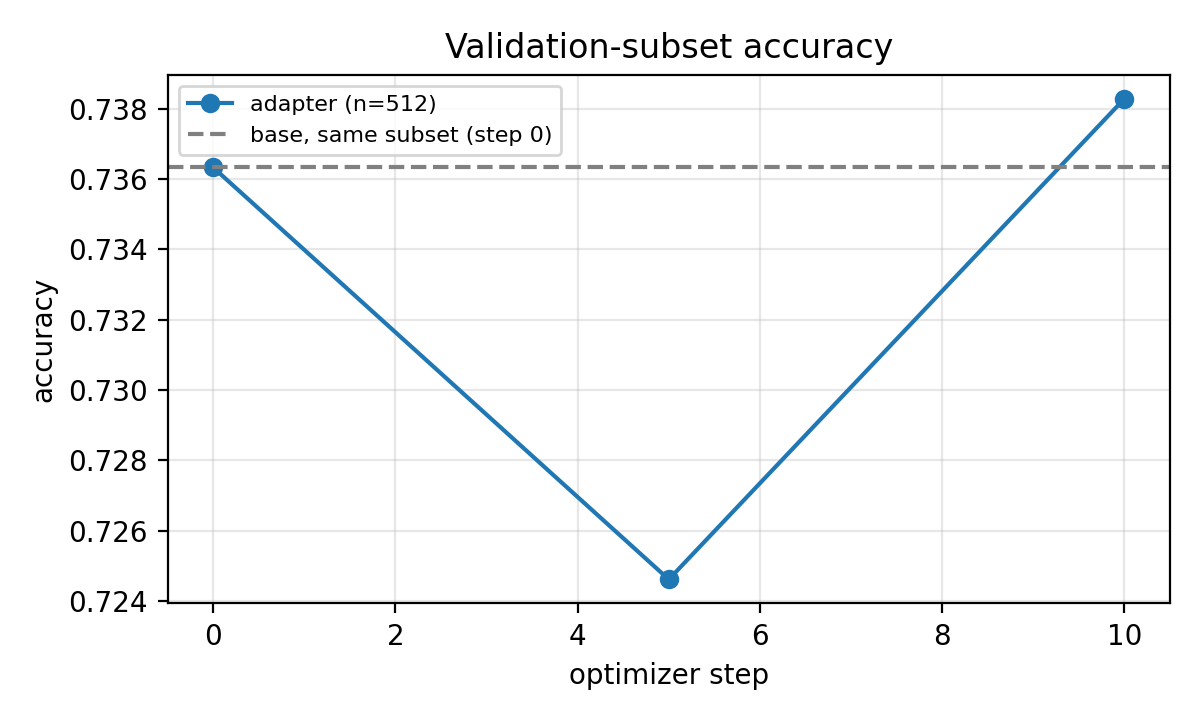 Validation-subset accuracy
adapter (n=512)
base, same subset (step 0)
accuracy
0.738
0.736
0.734
0.732
0.730
0.728
0.726
0.724
0 2 4 6 8 10
optimizer step